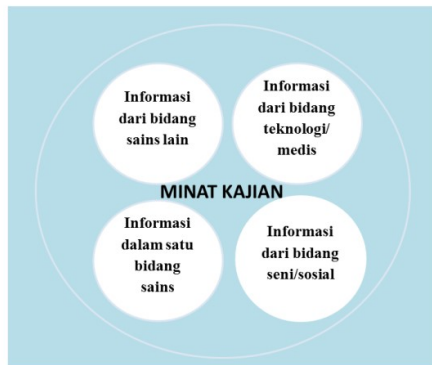 Informasi
dari bidang
sains lain
Informasi
dari bidang
teknologi/
medis
MINAT KAJIAN
Informasi
dalam satu
bidang
sains
Informasi
dari bidang
seni/sosial